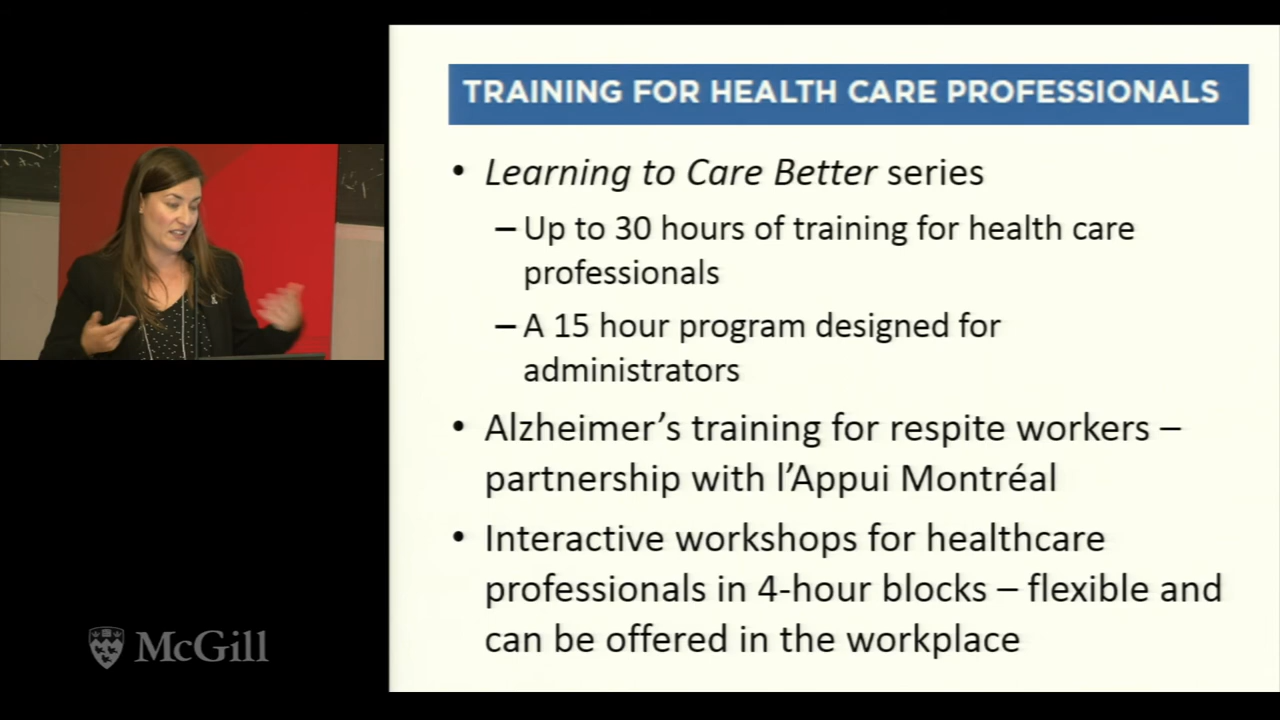 TRAINING FOR HEALTH CARE PROFESSIONALS
• Learning to Care Better series
– Up to 30 hours of training for health care
professionals
– A 15 hour program designed for
administrators
• Alzheimer’s training for respite workers –
partnership with l’Appui Montréal
• Interactive workshops for healthcare
professionals in 4-hour blocks – flexible and
can be offered in the workplace
McGill